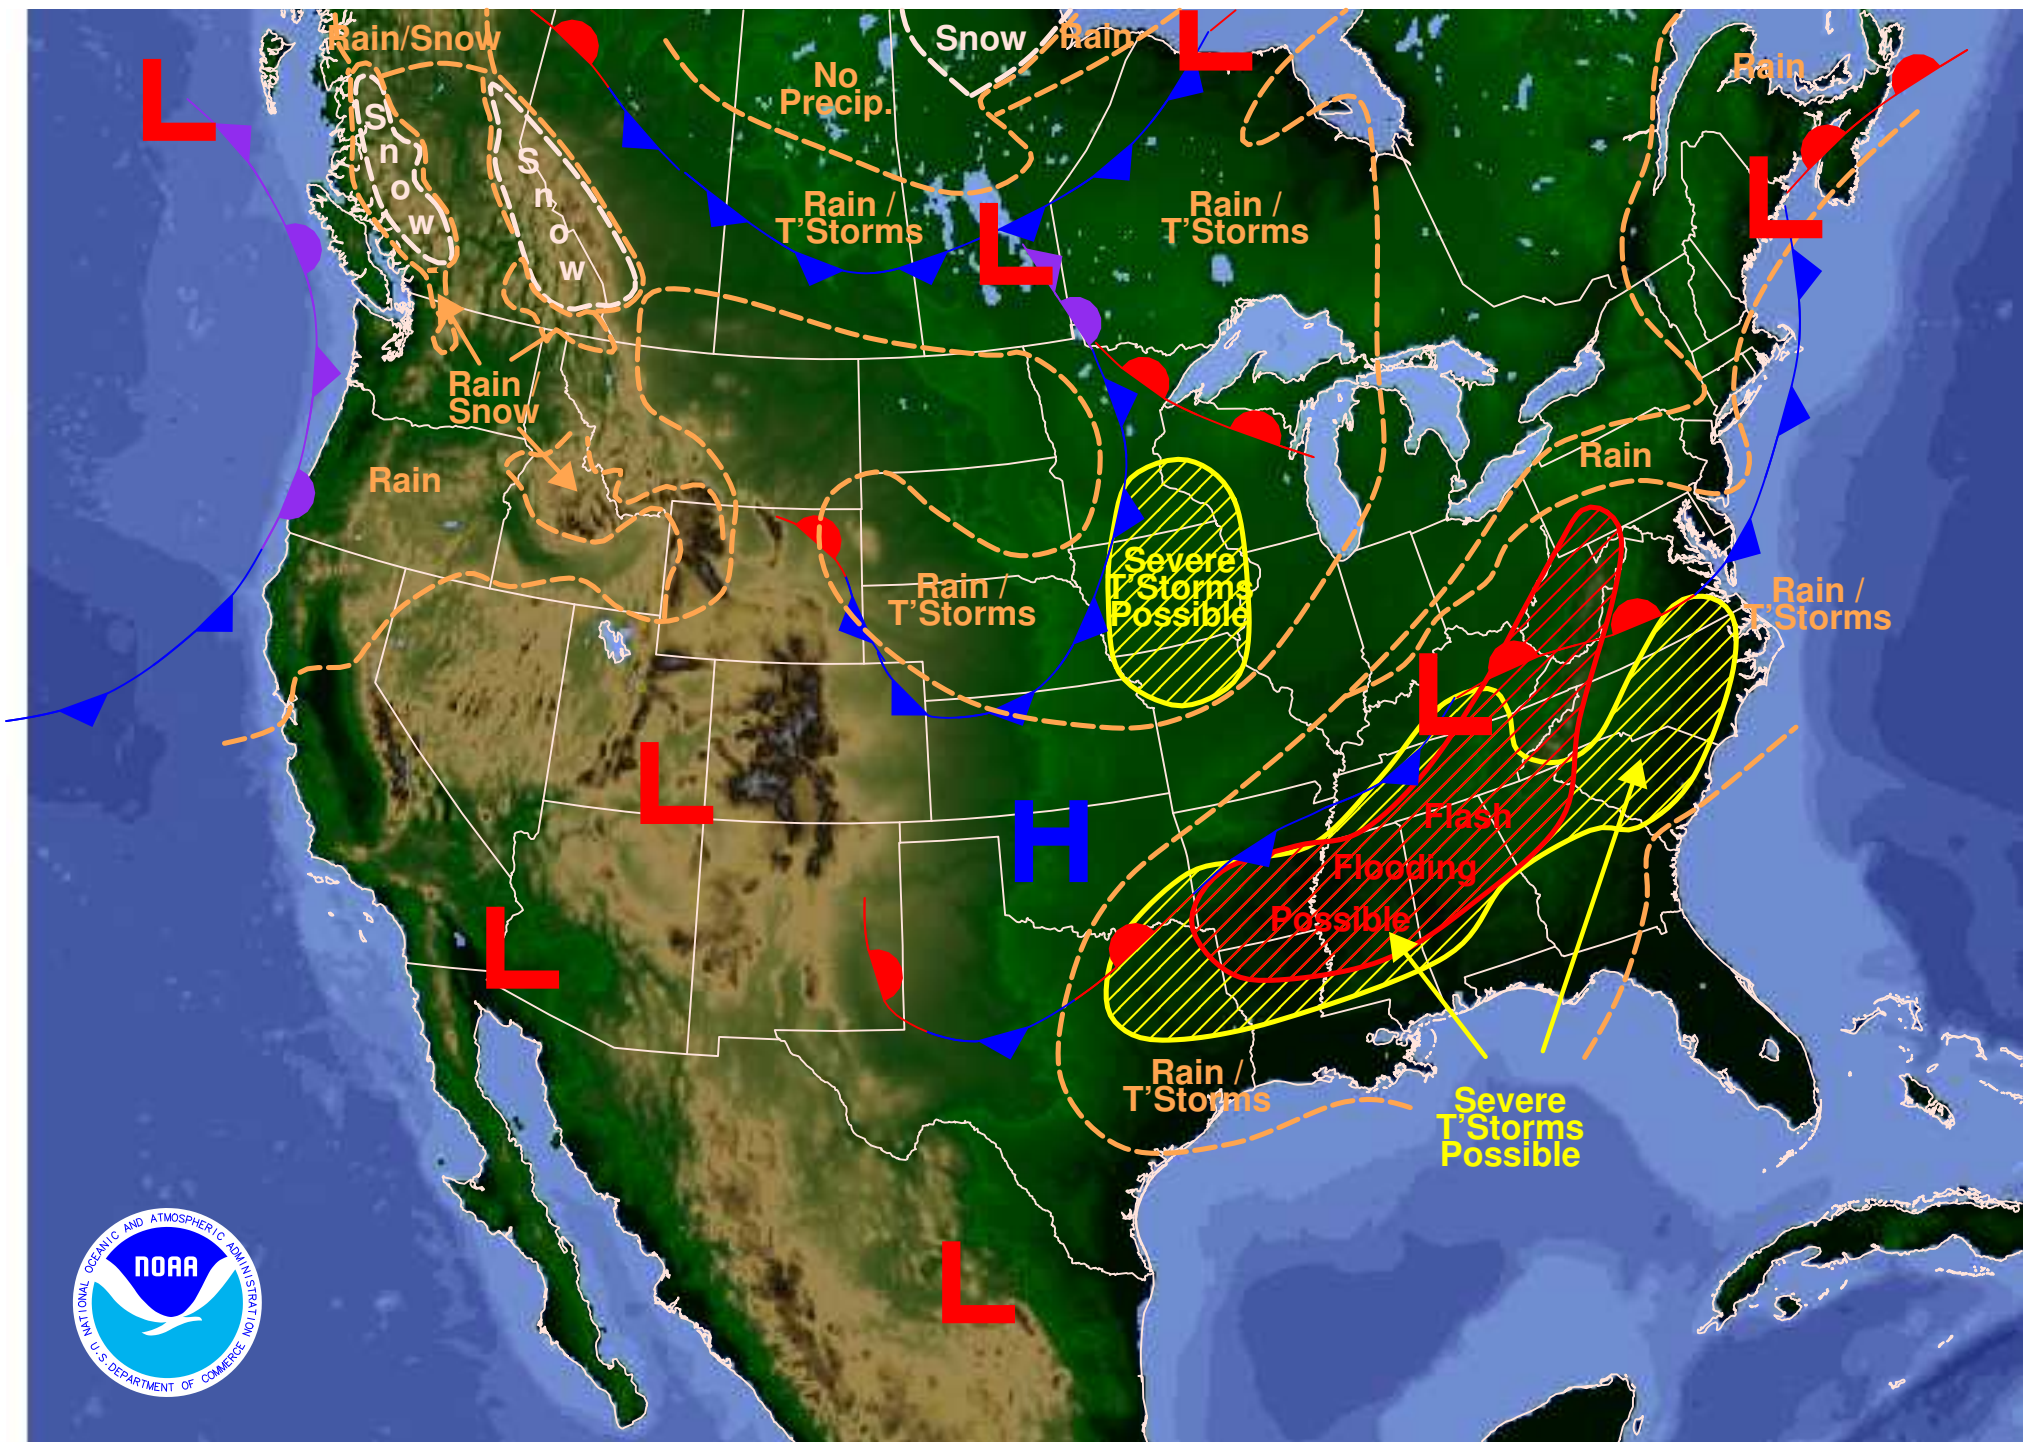 Rain/Snow
Snow
Rain
Rain
No
Precip.
S
n
o
w
S
n
o
w
Rain /
T'Storms
Rain /
T'Storms
L
L
L
L
Rain /
Snow
Rain
Rain
Severe
T'Storms
Possible
Rain /
T'Storms
Rain /
T'Storms
L
L
H
Flash
Flooding
Possible
L
Rain /
T'Storms
Severe
T'Storms
Possible
L
NATIONAL OCEANIC AND ATMOSPHERIC ADMINISTRATION
NOAA
U.S. DEPARTMENT OF COMMERCE